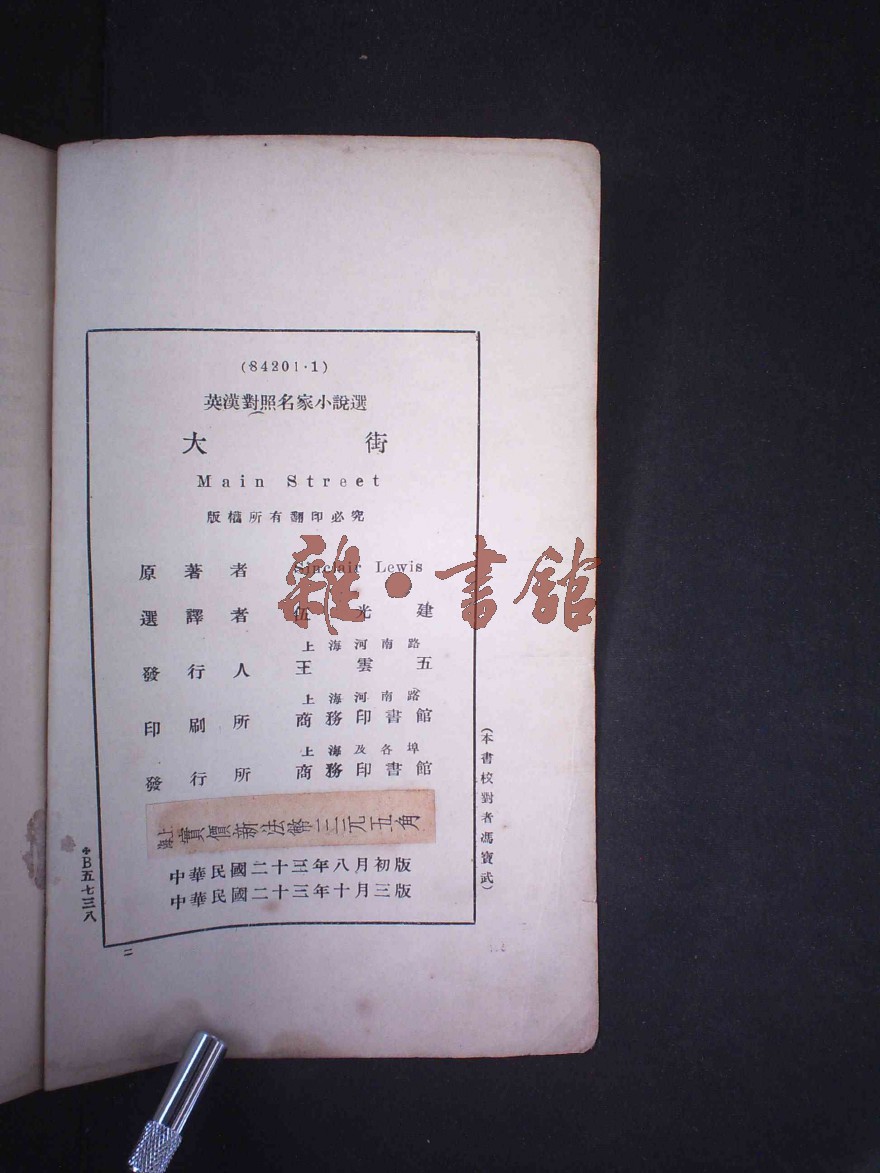 (84201·1)
英漢對照名家小說選
大街
Main Street
版權所有翻印必究
原著者 Sinclair Lewis
選譯者 伍光建
上海河南路
發行人 王雲五
上海河南路
印刷所 商務印書館
上海及各埠
發行所 商務印書館
上海實價新法幣三元五角
中華民國二十三年八月初版
中華民國二十三年十月三版
(本書校對者馮寶武)
*B五七三八
二
雜·書館